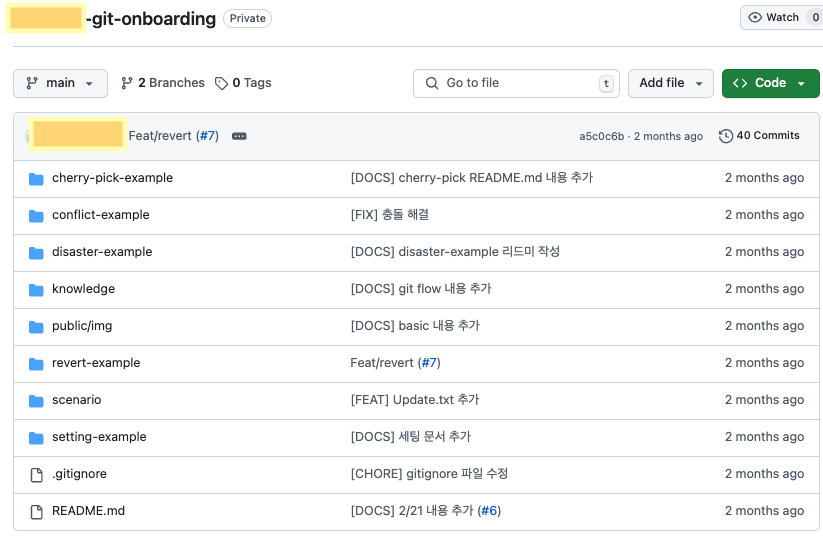 -git-onboarding Private Watch 0
main 2 Branches 0 Tags Go to file t Add file Code
Feat/revert (#7) a5c0c6b · 2 months ago 40 Commits
cherry-pick-example [DOCS] cherry-pick README.md 내용 추가 2 months ago
conflict-example [FIX] 충돌 해결 2 months ago
disaster-example [DOCS] disaster-example 리드미 작성 2 months ago
knowledge [DOCS] git flow 내용 추가 2 months ago
public/img [DOCS] basic 내용 추가 2 months ago
revert-example Feat/revert (#7) 2 months ago
scenario [FEAT] Update.txt 추가 2 months ago
setting-example [DOCS] 세팅 문서 추가 2 months ago
.gitignore [CHORE] gitignore 파일 수정 2 months ago
README.md [DOCS] 2/21 내용 추가 (#6) 2 months ago